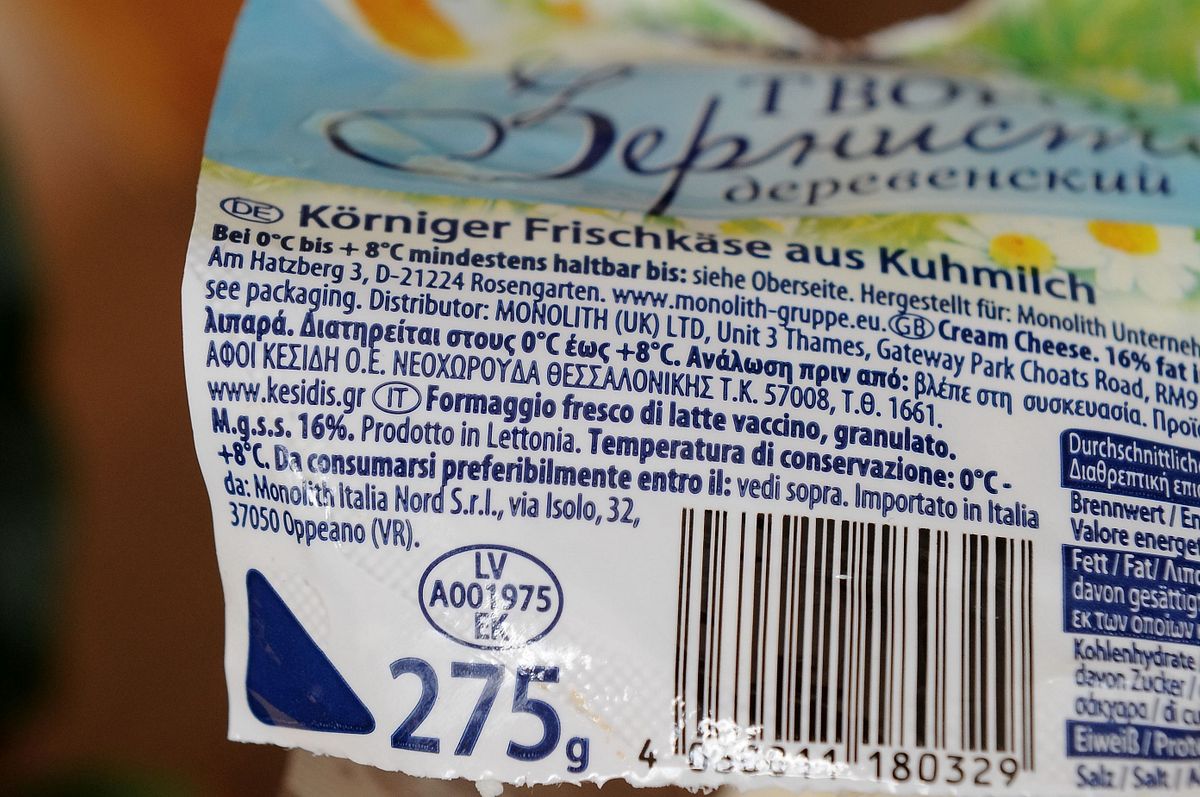 ТВО
Зернист
деревенский
DE Körniger Frischkäse aus Kuhmilch
Bei 0°C bis + 8°C mindestens haltbar bis: siehe Oberseite. Hergestellt für: Monolith Unterneh
Am Hatzberg 3, D-21224 Rosengarten. www.monolith-gruppe.eu. GB Cream Cheese. 16% fat i
see packaging. Distributor: MONOLITH (UK) LTD, Unit 3 Thames, Gateway Park Choats Road, RM9
λιπαρά. Διατηρείται στους 0°C έως +8°C. Ανάλωση πριν από: βλέπε στη συσκευασία. Προϊ
ΑΦΟΙ ΚΕΣΙΔΗ Ο.Ε. ΝΕΟΧΩΡΟΥΔΑ ΘΕΣΣΑΛΟΝΙΚΗΣ Τ.Κ. 57008, Τ.Θ. 1661.
www.kesidis.gr IT Formaggio fresco di latte vaccino, granulato.
M.g.s.s. 16%. Prodotto in Lettonia. Temperatura di conservazione: 0°C -
+8°C. Da consumarsi preferibilmente entro il: vedi sopra. Importato in Italia
da: Monolith Italia Nord S.r.l., via Isolo, 32,
37050 Oppeano (VR).
LV
A001975
EK
275g
4 180329
Durchschnittlich
Διαθρεπτική επι
Brennwert / En
Valore energet
Fett / Fat/ Λιπ
davon gesättig
εκ των οποίων
Kohlenhydrate
davon Zucker /
σάκχαρα / di cu
Eiweiß / Prot
Salz / Salt /